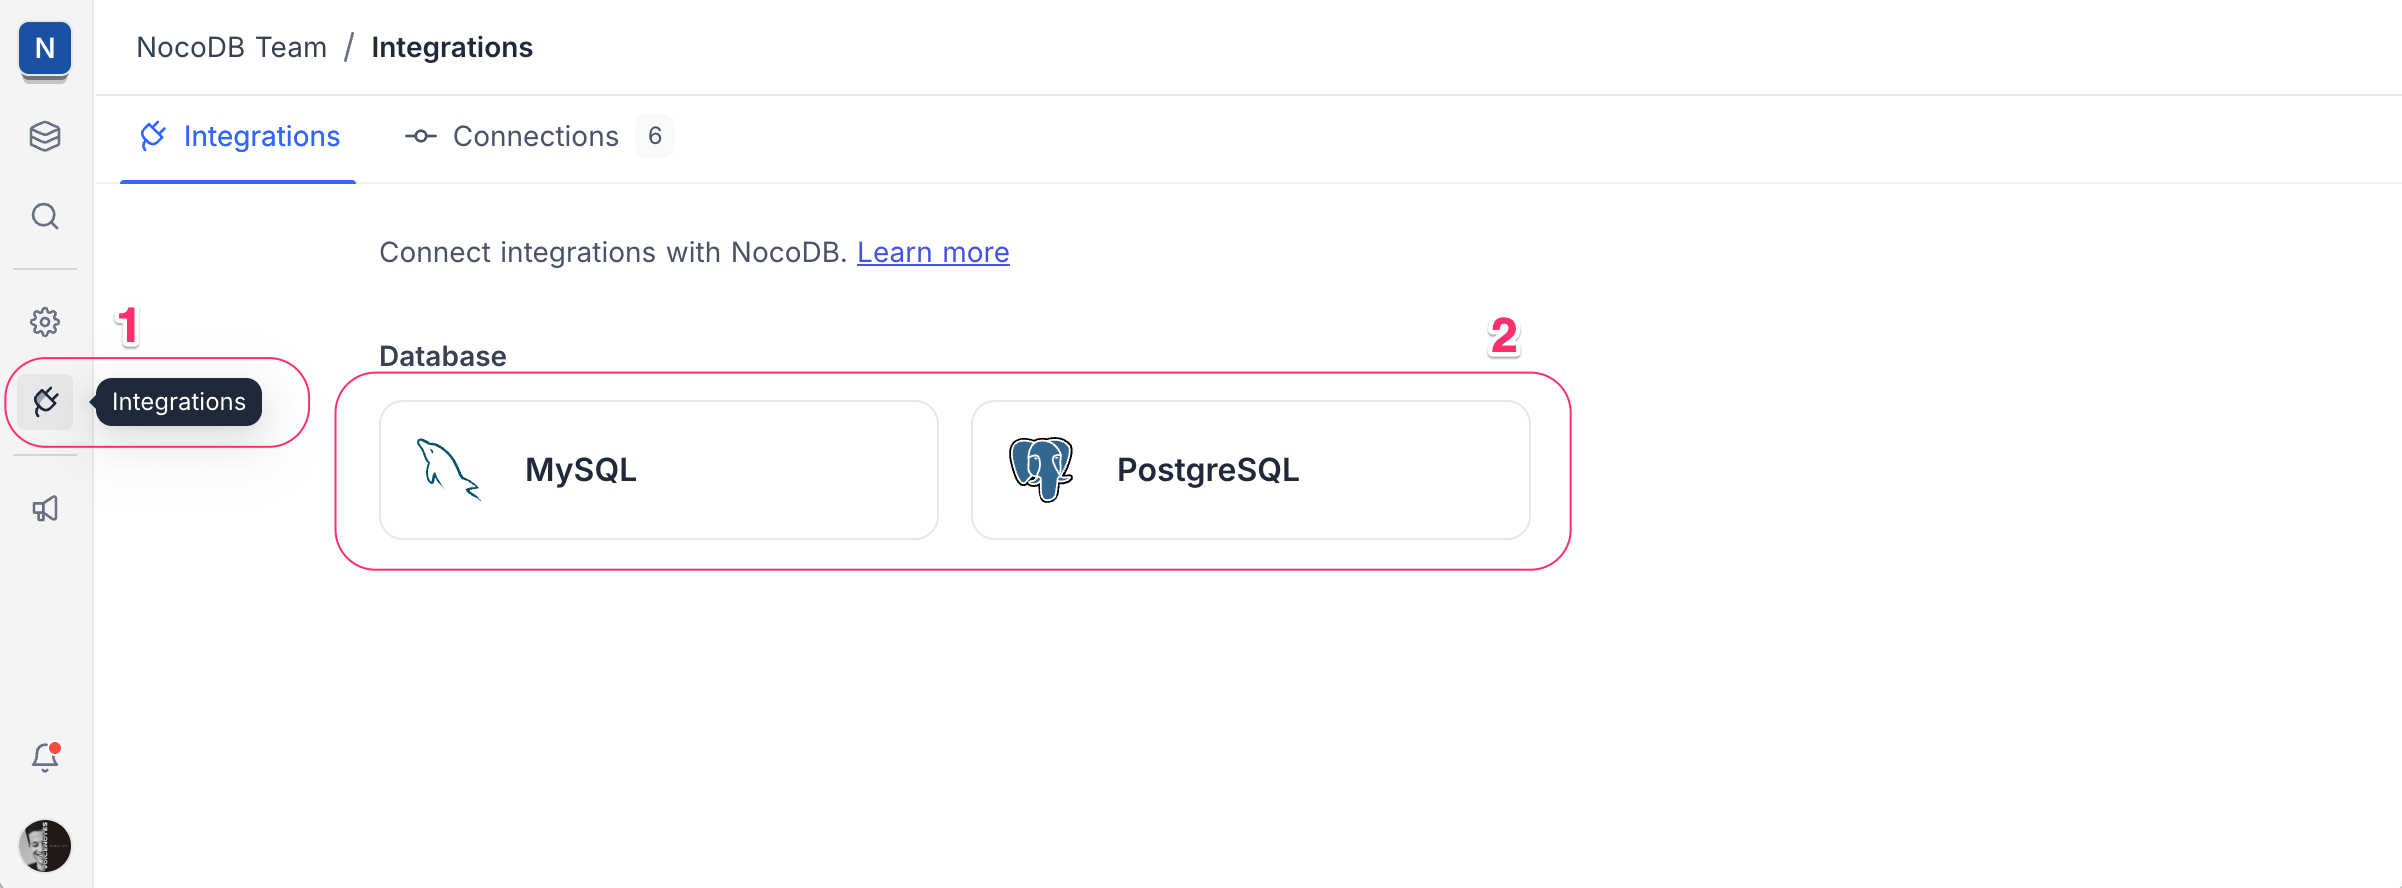 N
NocoDB Team / Integrations
Integrations
Connections 6
Connect integrations with NocoDB. Learn more
1
2
Database
Integrations
MySQL
PostgreSQL